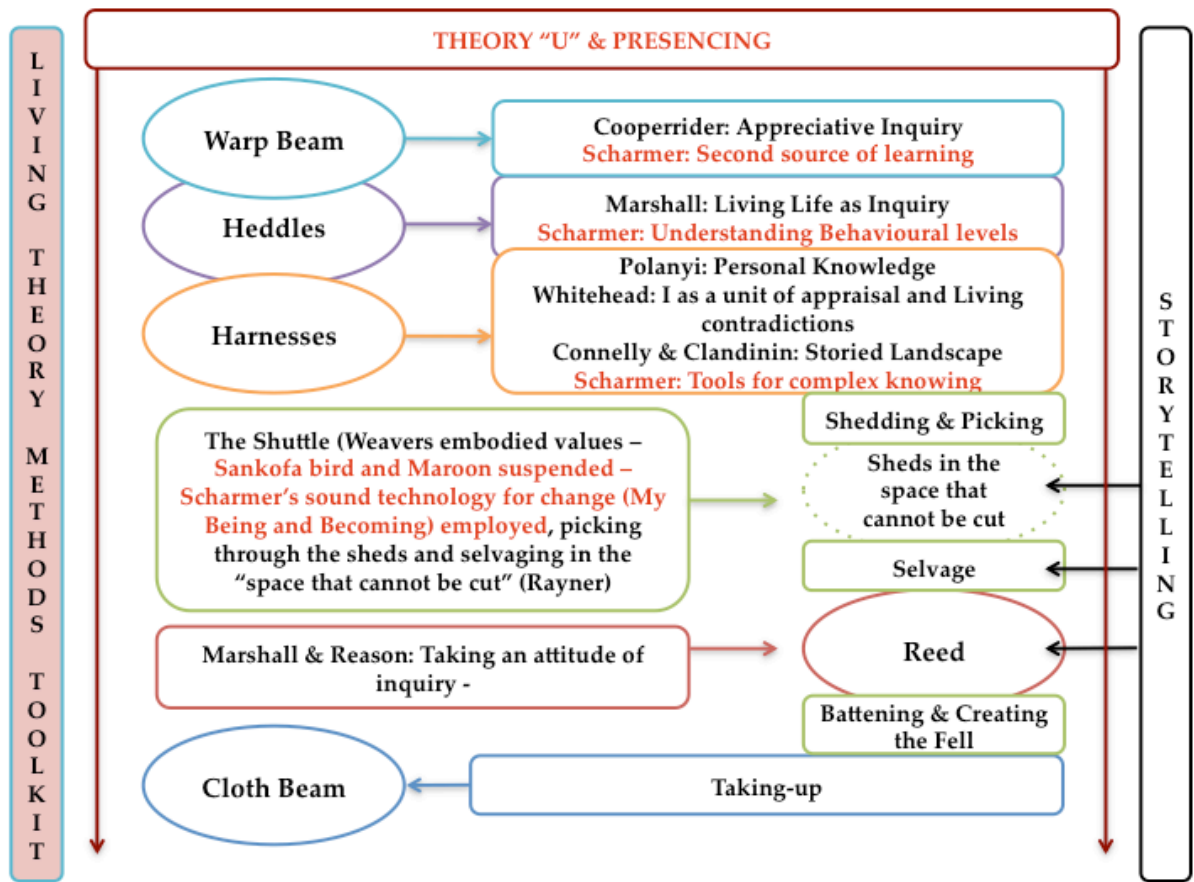 THEORY “U” & PRESENCING
LIVING THEORY METHODS TOOLKIT
Warp Beam
Cooperrider: Appreciative Inquiry
Scharmer: Second source of learning
Heddles
Marshall: Living Life as Inquiry
Scharmer: Understanding Behavioural levels
Harnesses
Polanyi: Personal Knowledge
Whitehead: I as a unit of appraisal and Living
contradictions
Connelly & Clandinin: Storied Landscape
Scharmer: Tools for complex knowing
The Shuttle (Weavers embodied values –
Sankofa bird and Maroon suspended –
Scharmer’s sound technology for change (My
Being and Becoming) employed, picking
through the sheds and selvaging in the
“space that cannot be cut” (Rayner)
Shedding & Picking
Sheds in the
space that
cannot be cut
Selvage
Marshall & Reason: Taking an attitude of
inquiry -
Reed
Battening & Creating
the Fell
Cloth Beam
Taking-up
STORYTELLING